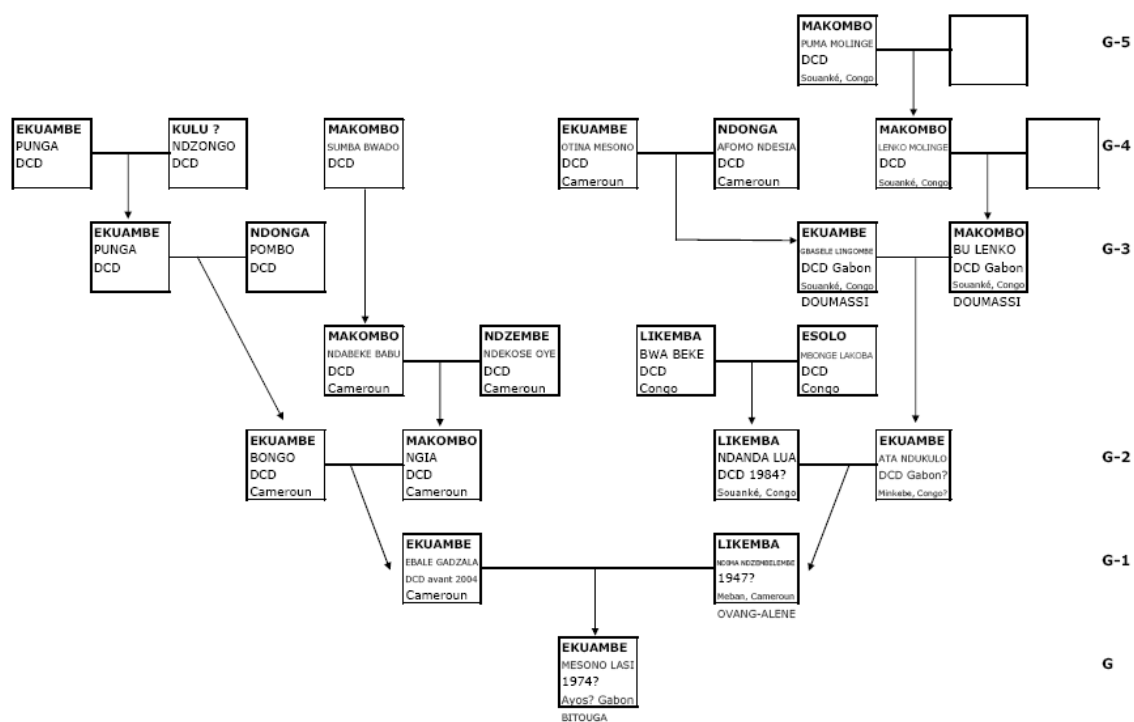 MAKOMBO
PUMA MOLINGE
DCD
Souanké, Congo
G-5
EKUAMBE
PUNGA
DCD
KULU ?
NDZONGO
DCD
MAKOMBO
SUMBA BWADO
DCD
EKUAMBE
OTINA MESONO
DCD
Cameroun
NDONGA
AFOMO NDESIA
DCD
Cameroun
MAKOMBO
LENKO MOLINGE
DCD
Souanké, Congo
G-4
EKUAMBE
PUNGA
DCD
NDONGA
POMBO
DCD
EKUAMBE
GBASELE LINGOMBE
DCD Gabon
Souanké, Congo
DOUMASSI
MAKOMBO
BU LENKO
DCD Gabon
Souanké, Congo
DOUMASSI
G-3
MAKOMBO
NDABEKE BABU
DCD
Cameroun
NDZEMBE
NDEKOSE OYE
DCD
Cameroun
LIKEMBA
BWA BEKE
DCD
Congo
ESOLO
MBONGE LAKOBA
DCD
Congo
EKUAMBE
BONGO
DCD
Cameroun
MAKOMBO
NGIA
DCD
Cameroun
LIKEMBA
NDANDA LUA
DCD 1984?
Souanké, Congo
EKUAMBE
ATA NDUKULO
DCD Gabon?
Minkebe, Congo?
G-2
EKUAMBE
EBALE GADZALA
DCD avant 2004
Cameroun
LIKEMBA
NDOMA NDZEMBELEMBE
1947?
Meban, Cameroun
OVANG-ALENE
G-1
EKUAMBE
MESONO LASI
1974?
Ayos? Gabon
BITOUGA
G